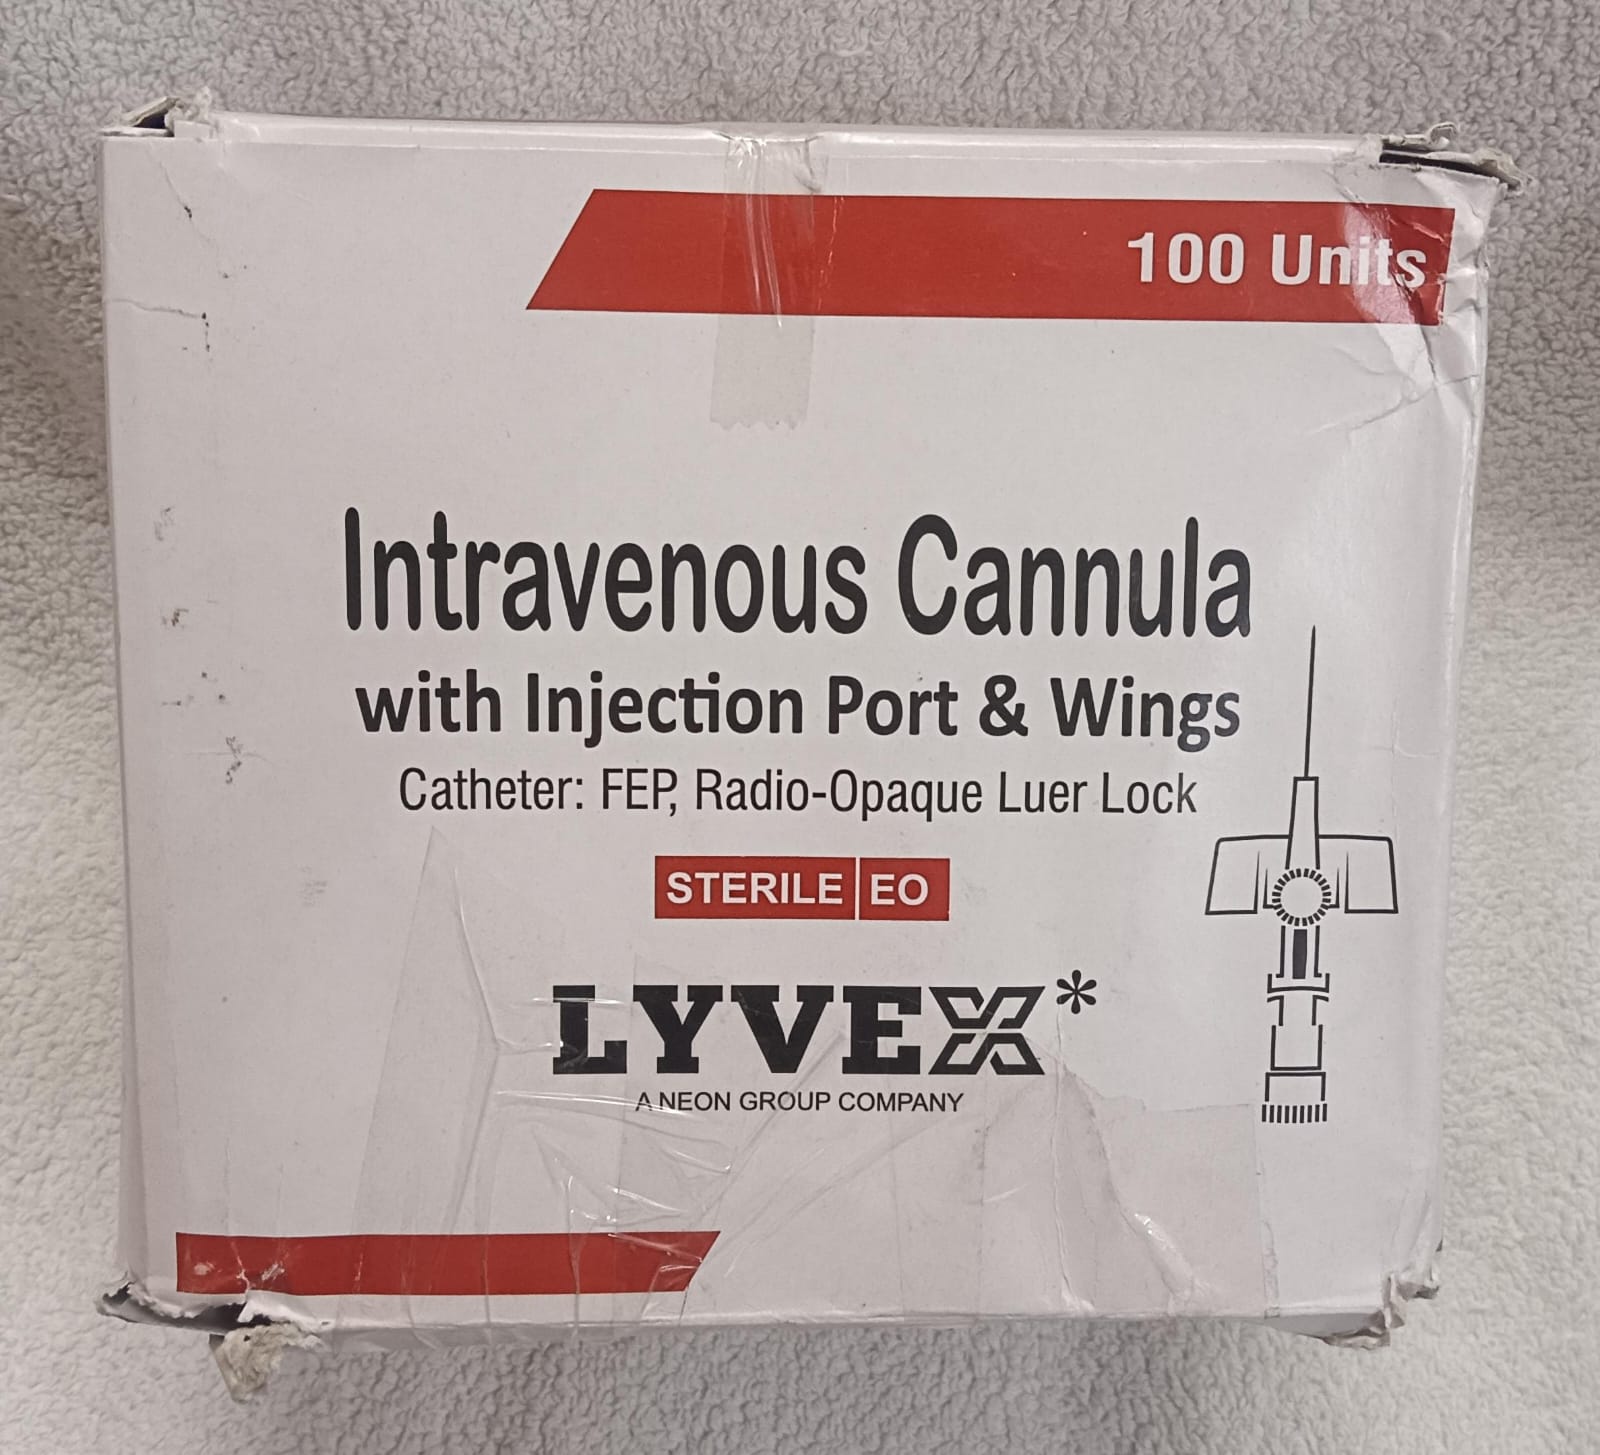 100 Units
Intravenous Cannula
with Injection Port & Wings
Catheter: FEP, Radio-Opaque Luer Lock
STERILE EO
LYVEX*
A NEON GROUP COMPANY